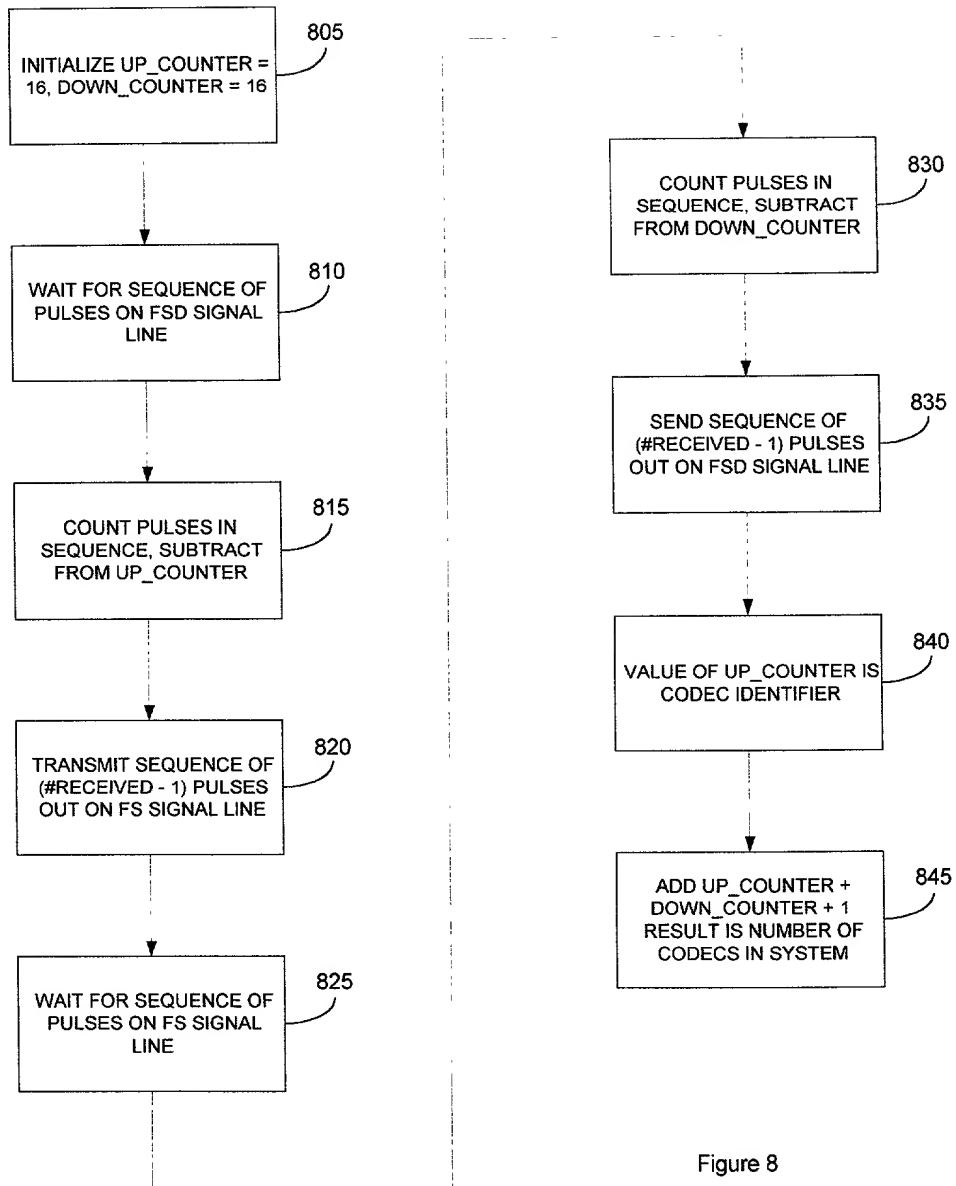 805
INITIALIZE UP_COUNTER =
16, DOWN_COUNTER = 16
810
WAIT FOR SEQUENCE OF
PULSES ON FSD SIGNAL
LINE
815
COUNT PULSES IN
SEQUENCE, SUBTRACT
FROM UP_COUNTER
820
TRANSMIT SEQUENCE OF
(#RECEIVED - 1) PULSES
OUT ON FS SIGNAL LINE
825
WAIT FOR SEQUENCE OF
PULSES ON FS SIGNAL
LINE
830
COUNT PULSES IN
SEQUENCE, SUBTRACT
FROM DOWN_COUNTER
835
SEND SEQUENCE OF
(#RECEIVED - 1) PULSES
OUT ON FSD SIGNAL LINE
840
VALUE OF UP_COUNTER IS
CODEC IDENTIFIER
845
ADD UP_COUNTER +
DOWN_COUNTER + 1
RESULT IS NUMBER OF
CODECS IN SYSTEM
Figure 8